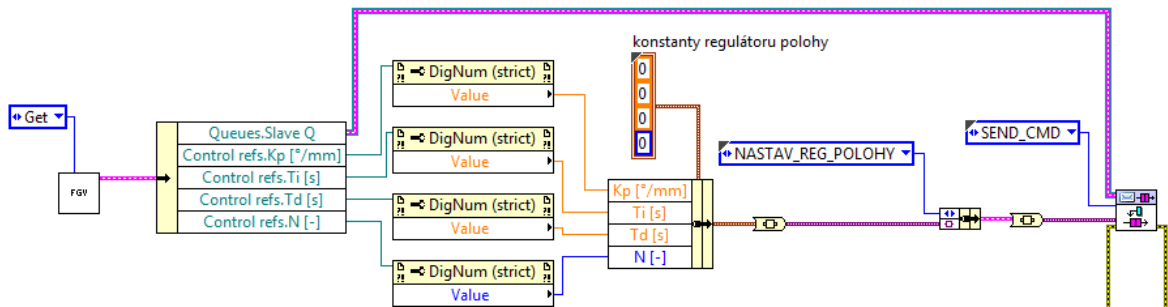 konstanty regulátoru polohy
Get
FGV
Queues.Slave Q
Control refs.Kp [°/mm]
Control refs.Ti [s]
Control refs.Td [s]
Control refs.N [-]
DigNum (strict)
Value
DigNum (strict)
Value
DigNum (strict)
Value
DigNum (strict)
Value
0
0
0
0
Kp [°/mm]
Ti [s]
Td [s]
N [-]
NASTAV_REG_POLOHY
SEND_CMD